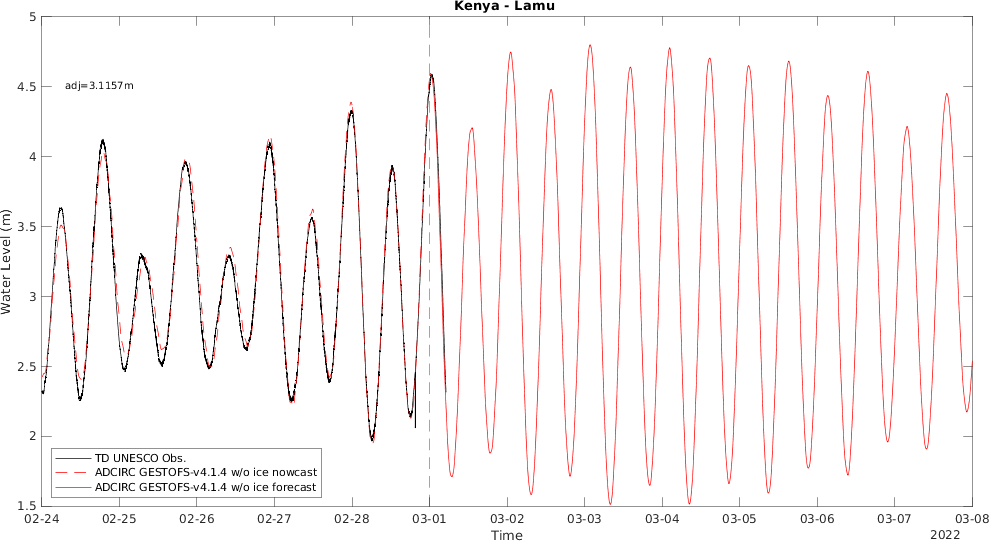 Kenya - Lamu
5
4.5
4
3.5
3
2.5
2
1.5
Water Level (m)
adj=3.1157m
TD UNESCO Obs.
ADCIRC GESTOFS-v4.1.4 w/o ice nowcast
ADCIRC GESTOFS-v4.1.4 w/o ice forecast
02-24 02-25 02-26 02-27 02-28 03-01 03-02 03-03 03-04 03-05 03-06 03-07 03-08
Time
2022